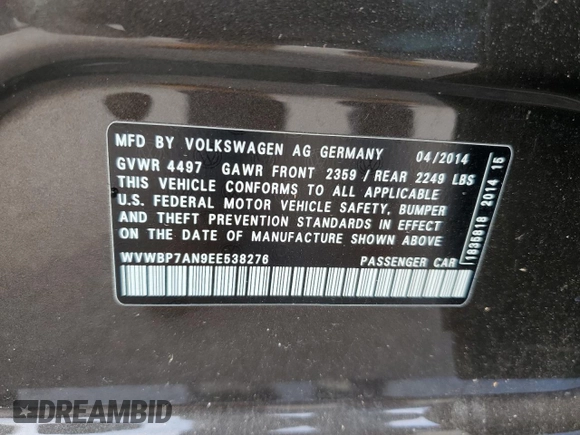 MFD BY VOLKSWAGEN AG GERMANY 04/2014
GVWR 4497 GAWR FRONT 2359 / REAR 2249 LBS
THIS VEHICLE CONFORMS TO ALL APPLICABLE
U.S. FEDERAL MOTOR VEHICLE SAFETY, BUMPER
AND THEFT PREVENTION STANDARDS IN EFFECT
ON THE DATE OF MANUFACTURE SHOWN ABOVE
WVWBP7AN9EE538276 PASSENGER CAR
1836818 2014 16
DREAMBID